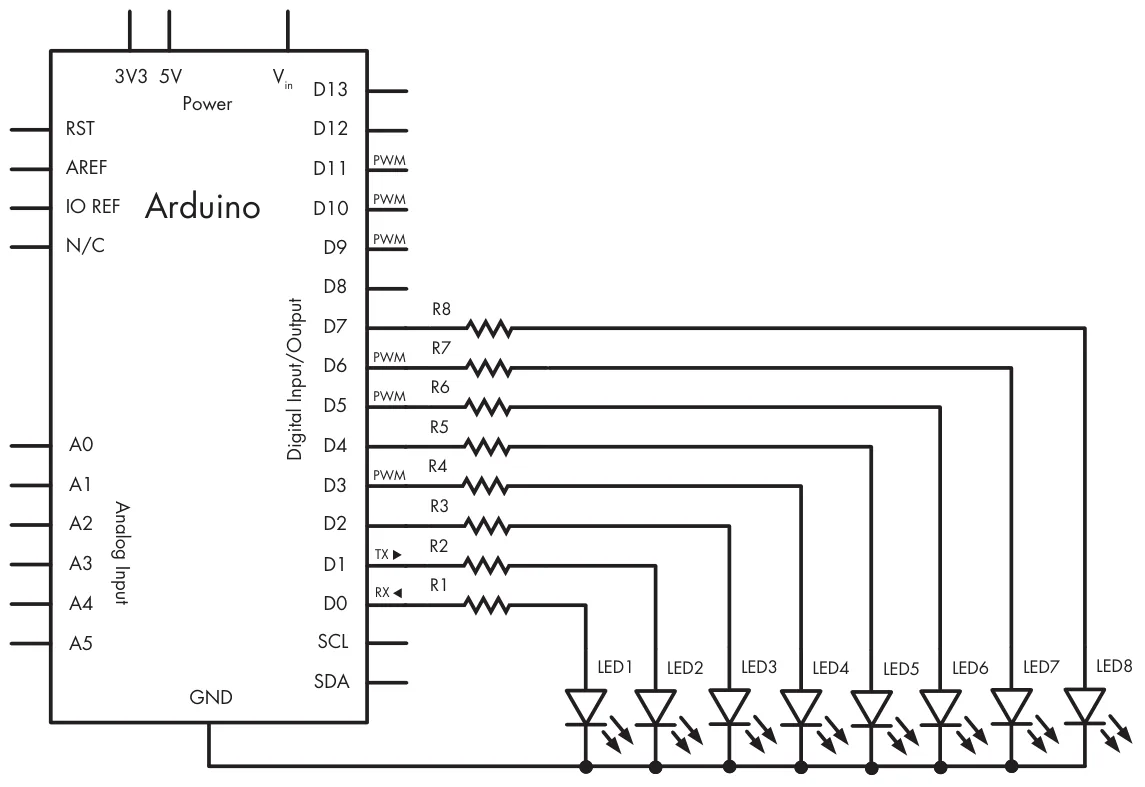 3V3 5V Vin
Power
D13
RST D12
AREF D11 PWM
IO REF Arduino D10 PWM
N/C D9 PWM
D8
R8
D7
R7
D6 PWM
R6
D5 PWM
Digital Input/Output
R5
A0 D4
R4
A1 D3 PWM
R3
A2 D2
Analog Input
R2
A3 D1 TX ▶
R1
A4 D0 RX ◀
A5 SCL
LED1 LED2 LED3 LED4 LED5 LED6 LED7 LED8
SDA
GND